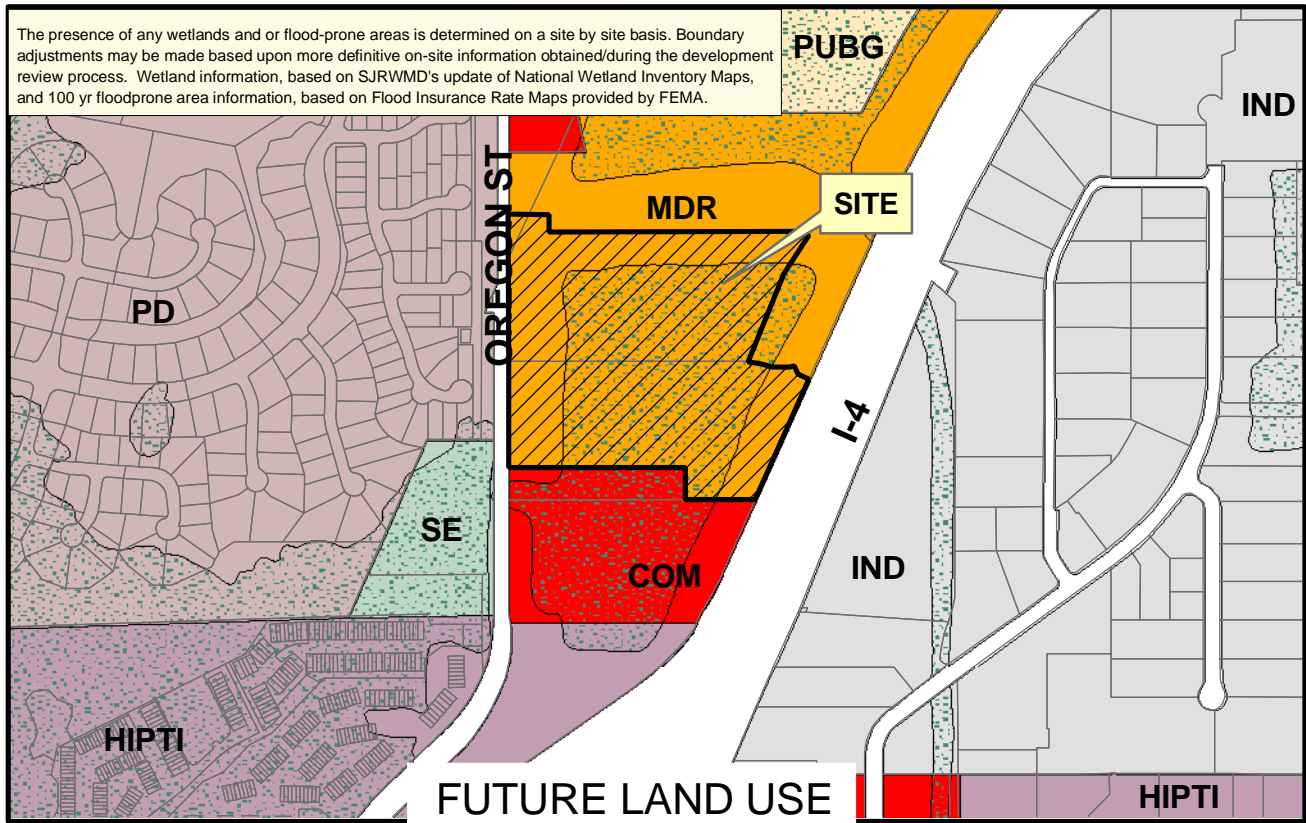 The presence of any wetlands and or flood-prone areas is determined on a site by site basis. Boundary
adjustments may be made based upon more definitive on-site information obtained/during the development
review process. Wetland information, based on SJRWMD's update of National Wetland Inventory Maps,
and 100 yr floodprone area information, based on Flood Insurance Rate Maps provided by FEMA.
PUBG
IND
OREGON ST
MDR
SITE
PD
I-4
SE
COM
IND
HIPTI
FUTURE LAND USE
HIPTI